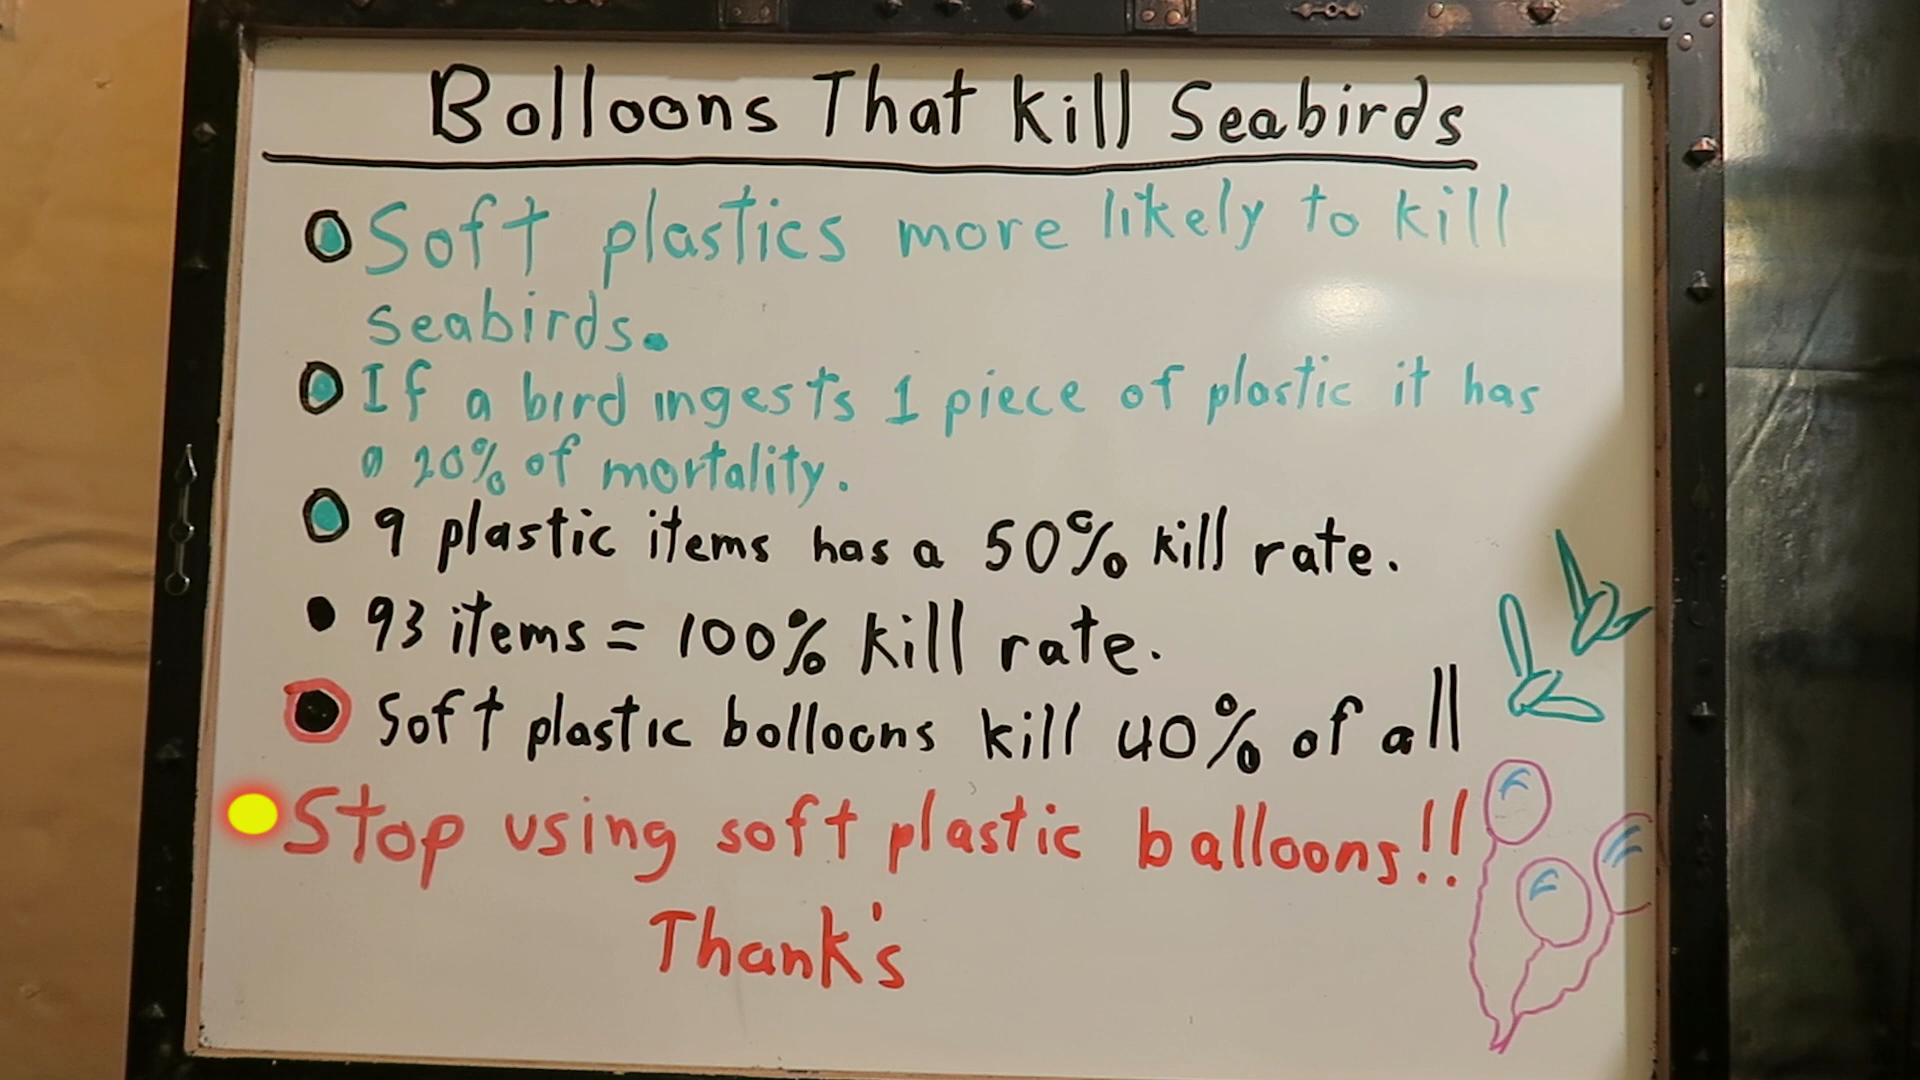 Balloons That Kill Seabirds
Soft plastics more likely to kill
seabirds.
If a bird ingests 1 piece of plastic it has
a 20% of mortality.
9 plastic items has a 50% kill rate.
93 items = 100% kill rate.
Soft plastic balloons kill 40% of all
Stop using soft plastic balloons!!
Thank's